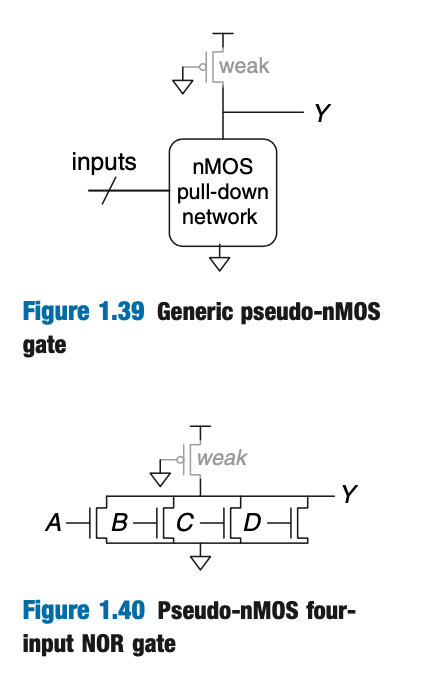 weak
Y
inputs
nMOS
pull-down
network
Figure 1.39 Generic pseudo-nMOS
gate
weak
Y
A B C D
Figure 1.40 Pseudo-nMOS four-
input NOR gate